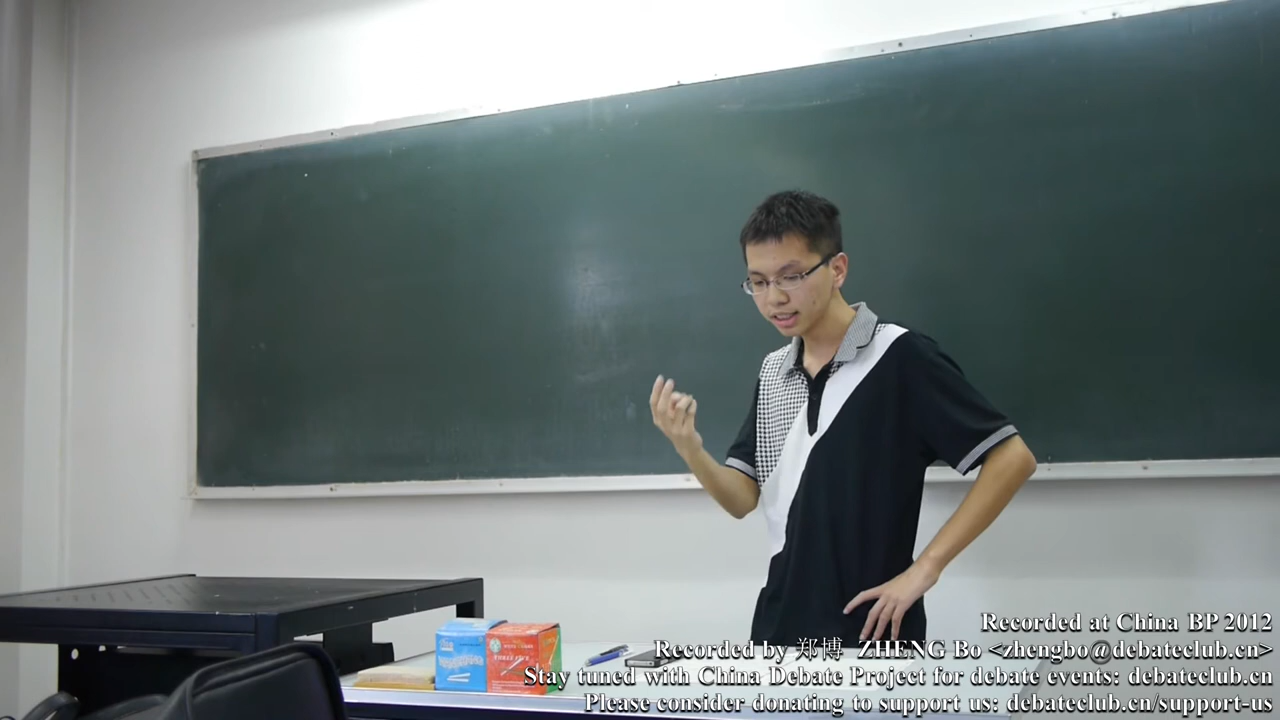 Recorded at China BP 2012
Recorded by 郑博 ZHENG Bo <zhengbo@debateclub.cn>
Stay tuned with China Debate Project for debate events: debateclub.cn
Please consider donating to support us: debateclub.cn/support-us